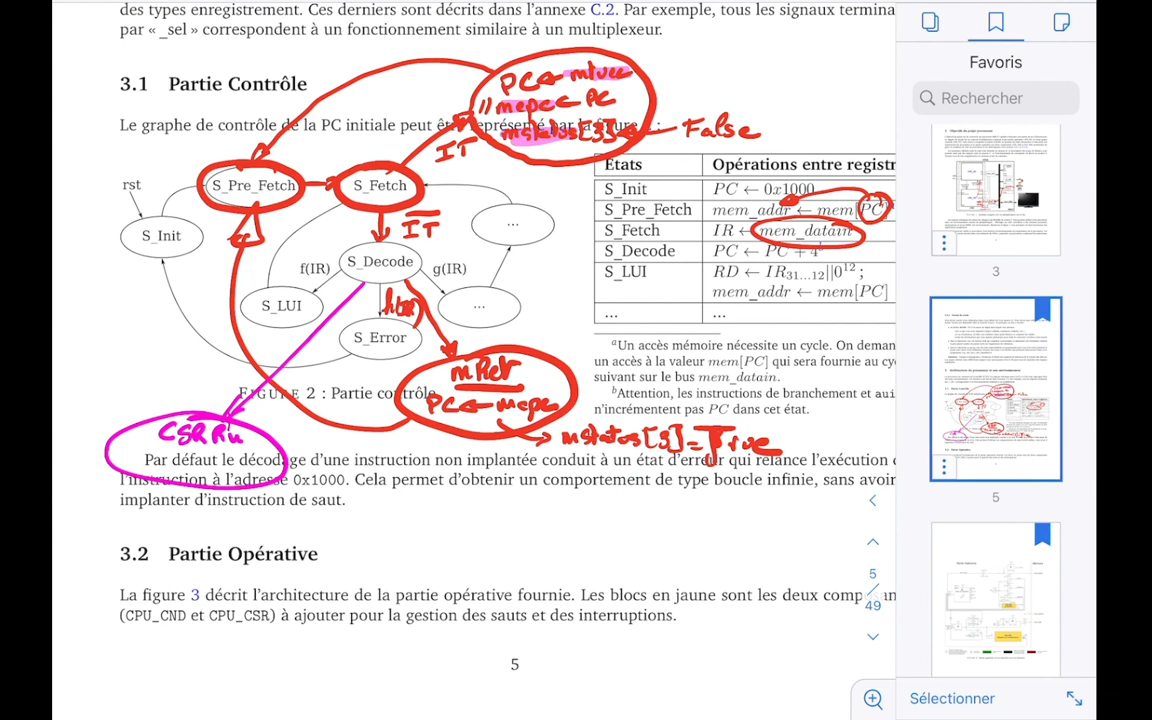 des types enregistrement. Ces derniers sont décrits dans l'annexe C.2. Par exemple, tous les signaux termina
par « _sel » correspondent à un fonctionnement similaire à un multiplexeur.
3.1 Partie Contrôle
Le graphe de contrôle de la PC initiale peut être représenté par la figure
PC ← mtvec
// mepc ← PC
mstatus[3] ← False
IT
rst
S_Pre_Fetch
S_Fetch
S_Init
IT
...
f(IR)
S_Decode
g(IR)
S_LUI
h(IR)
...
S_Error
mRet
PC ← mepc
mstatus[3] = True
FIGURE 2 : Partie contrôle
CSR
États Opérations entre registr
S_Init PC ← 0x1000
S_Pre_Fetch mem_addr ← mem[PC]
S_Fetch IR ← mem_datain
S_Decode PC ← PC + 4ᵇ
S_LUI RD ← IR31...12||0¹² ;
mem_addr ← mem[PC]
... ...
ᵃUn accès mémoire nécessite un cycle. On deman
un accès à la valeur mem[PC] qui sera fournie au cy
suivant sur le bus mem_datain.
ᵇAttention, les instructions de branchement et aui
n'incrémentent pas PC dans cet état.
Par défaut le décodage d'une instruction non implantée conduit à un état d'erreur qui relance l'exécution
l'instruction à l'adresse 0x1000. Cela permet d'obtenir un comportement de type boucle infinie, sans avoir
implanter d'instruction de saut.
3.2 Partie Opérative
La figure 3 décrit l'architecture de la partie opérative fournie. Les blocs en jaune sont les deux comp
(CPU_CND et CPU_CSR) à ajouter pour la gestion des sauts et des interruptions.
5
5
49
Favoris
Rechercher
3
5
Sélectionner